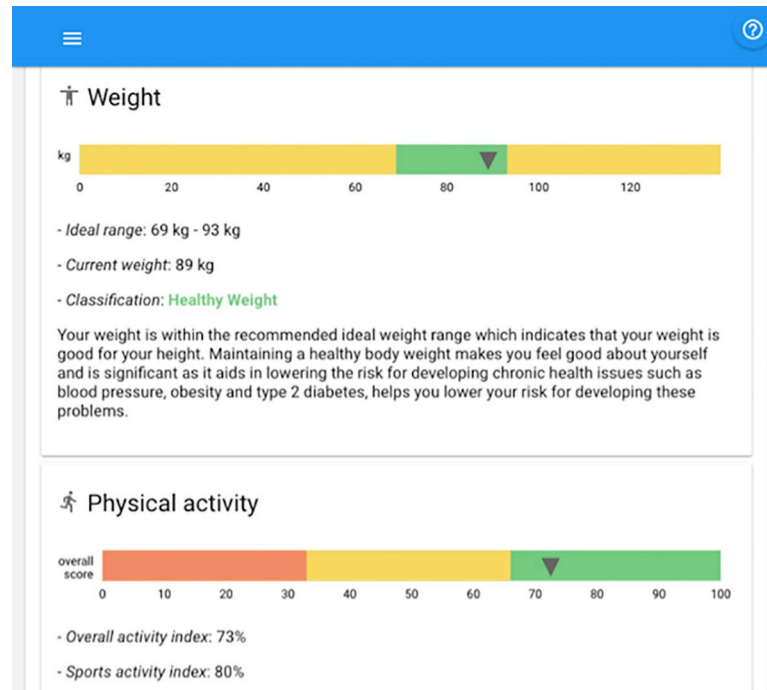 Weight
kg
0 20 40 60 80 100 120
- Ideal range: 69 kg - 93 kg
- Current weight: 89 kg
- Classification: Healthy Weight
Your weight is within the recommended ideal weight range which indicates that your weight is
good for your height. Maintaining a healthy body weight makes you feel good about yourself
and is significant as it aids in lowering the risk for developing chronic health issues such as
blood pressure, obesity and type 2 diabetes, helps you lower your risk for developing these
problems.
Physical activity
overall
score
0 10 20 30 40 50 60 70 80 90 100
- Overall activity index: 73%
- Sports activity index: 80%